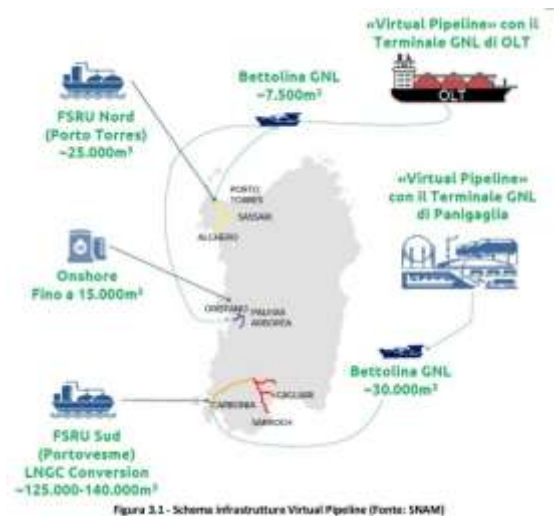 «Virtual Pipeline» con il
Terminale GNL di OLT
Bettolina GNL
~7.500m³
OLT
FSRU Nord
(Porto Torres)
~25.000m³
«Virtual Pipeline»
con il Terminale GNL
di Panigaglia
PORTO
TORRES
SASSARI
ALGHERO
Onshore
Fino a 15.000m³
ORISTANO
PALMAS
ARBOREA
Bettolina GNL
~30.000m³
CAGLIARI
CARBONIA
SARROCH
FSRU Sud
(Portovesme)
LNGC Conversion
~125.000-140.000m³
Figura 3.1 - Schema Infrastrutture Virtual Pipeline (Fonte: SNAM)